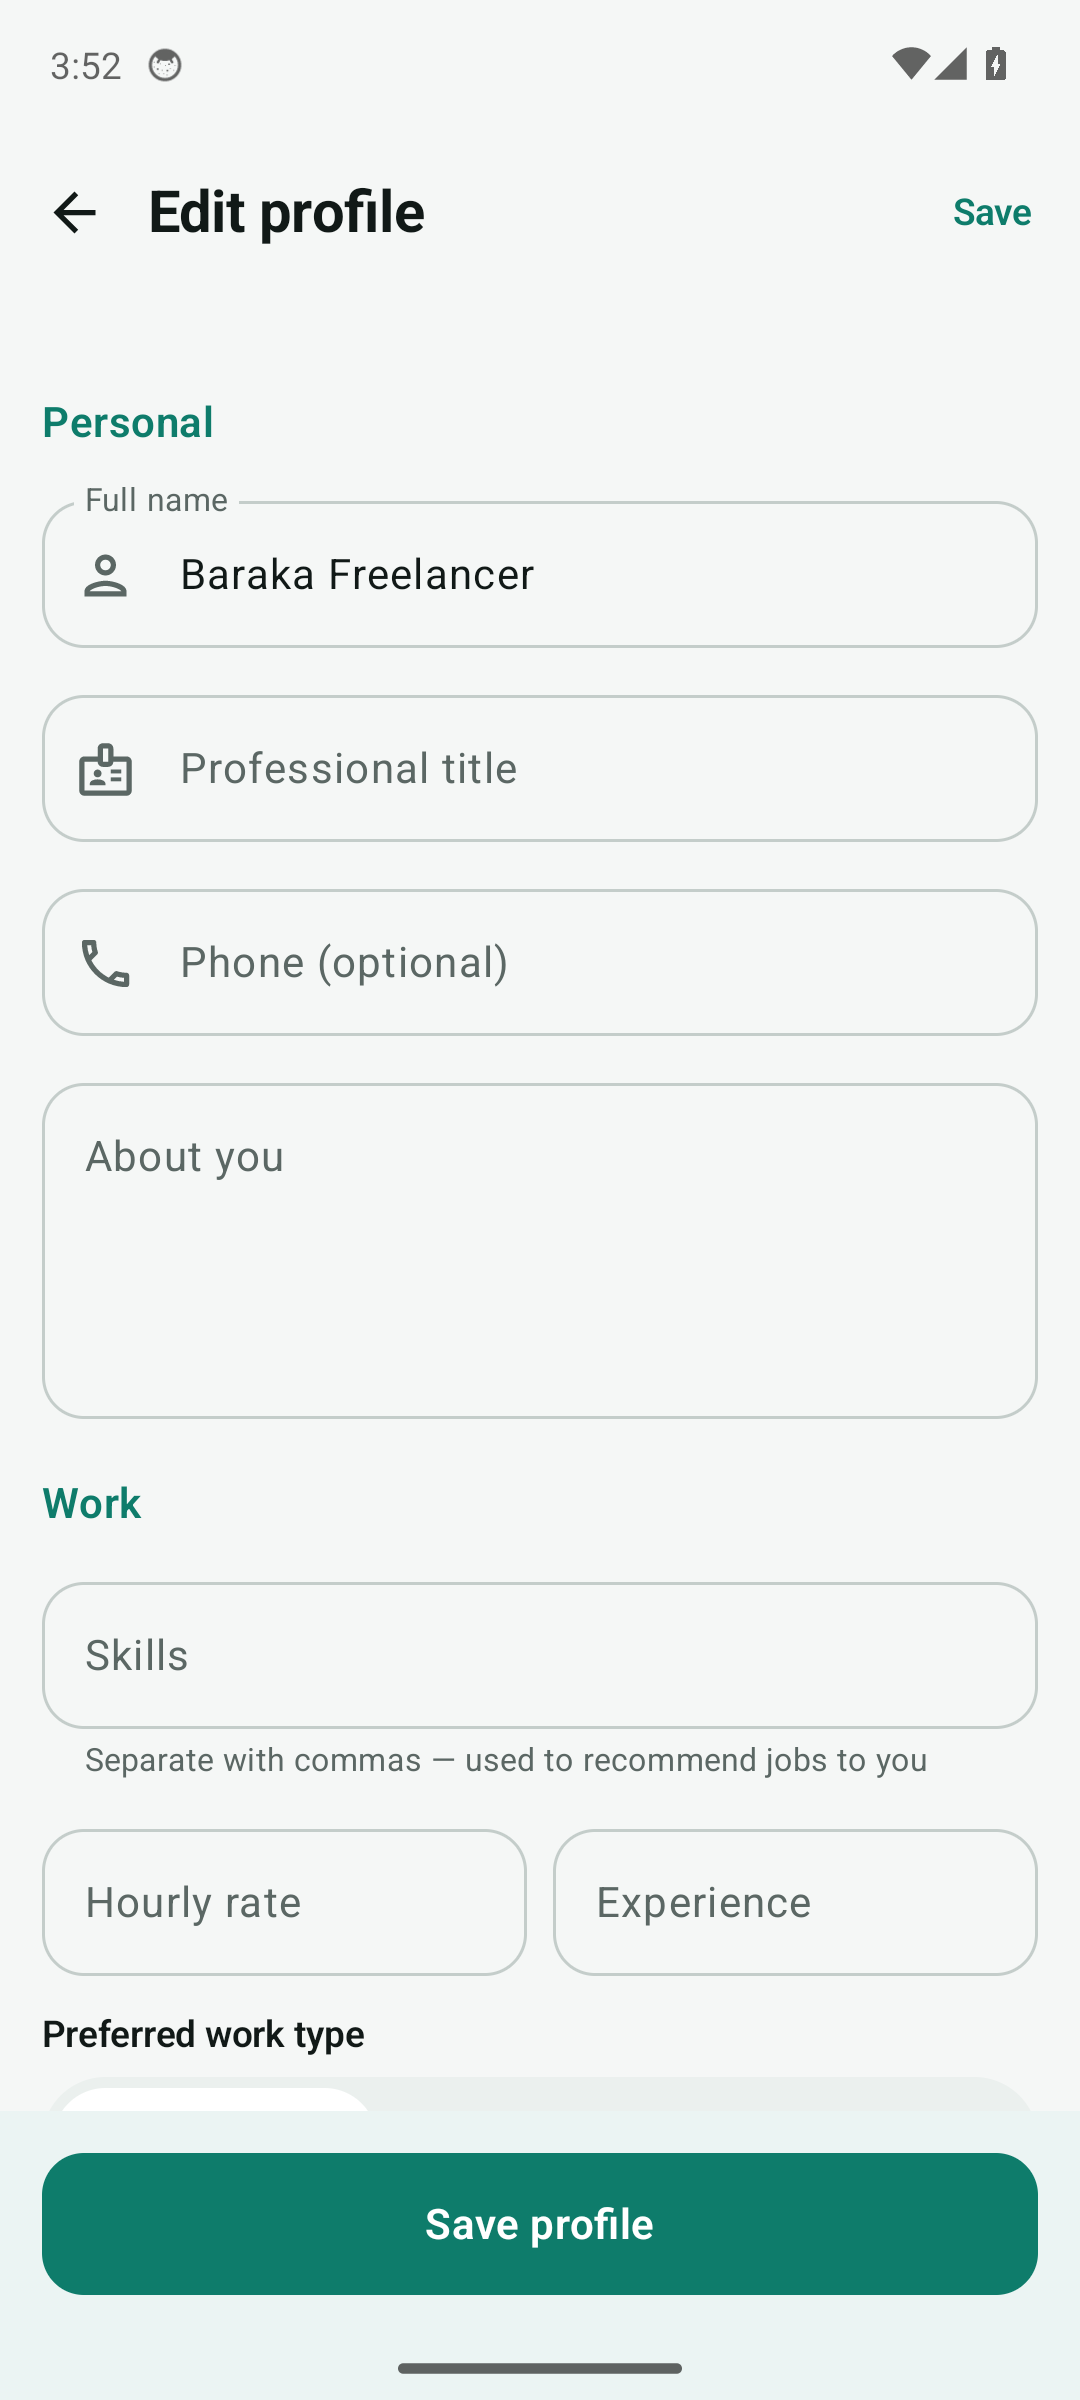 3:52
Edit profile
Save
Personal
Full name
Baraka Freelancer
Professional title
Phone (optional)
About you
Work
Skills
Separate with commas — used to recommend jobs to you
Hourly rate
Experience
Preferred work type
Save profile